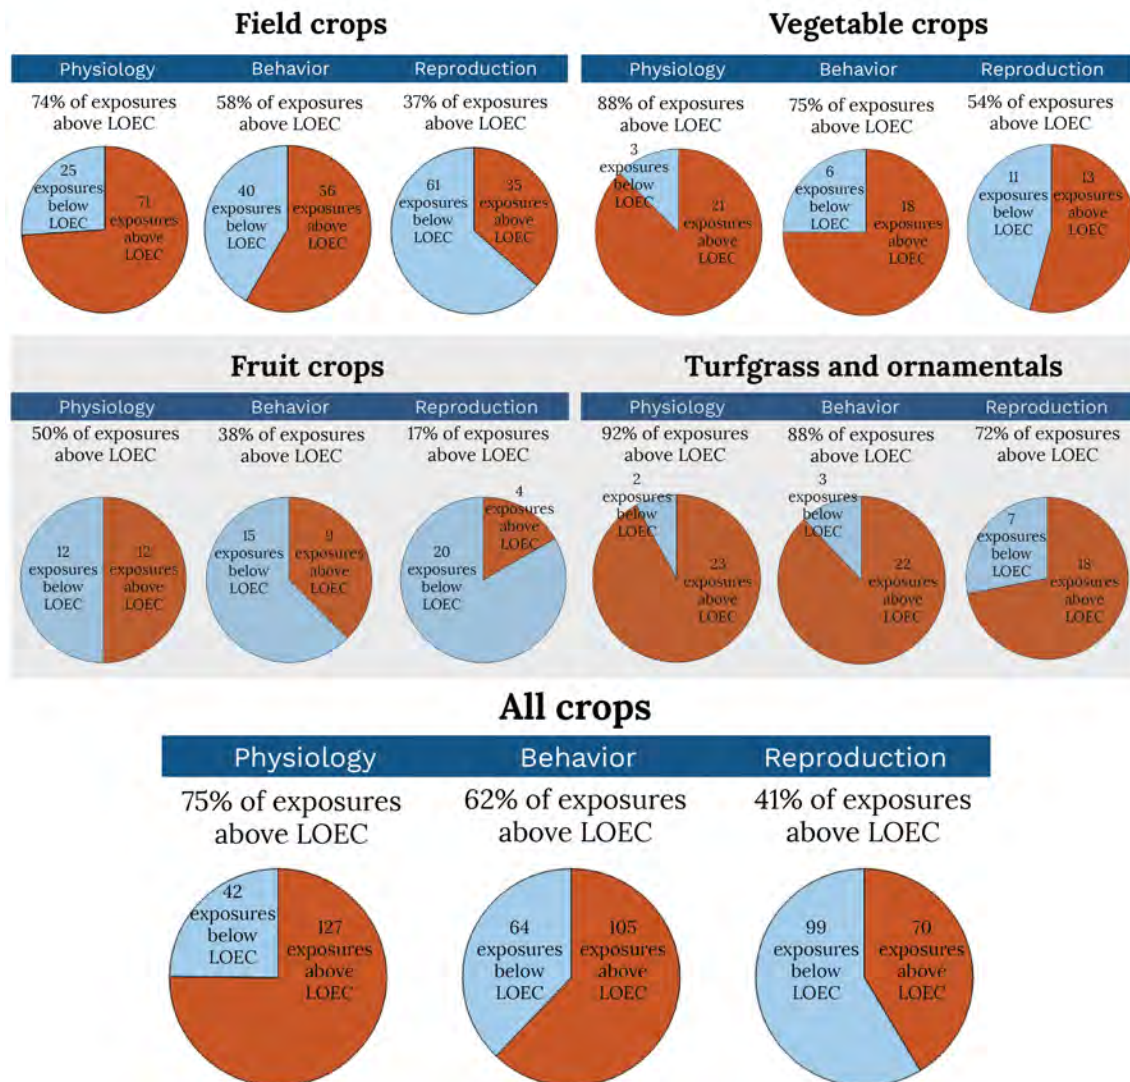 Field crops
Physiology
Behavior
Reproduction
74% of exposures
above LOEC
58% of exposures
above LOEC
37% of exposures
above LOEC
25
exposures
below
LOEC
71
exposures
above
LOEC
40
exposures
below
LOEC
56
exposures
above
LOEC
61
exposures
below
LOEC
35
exposures
above
LOEC
Vegetable crops
Physiology
Behavior
Reproduction
88% of exposures
above LOEC
75% of exposures
above LOEC
54% of exposures
above LOEC
3
exposures
below
LOEC
21
exposures
above
LOEC
6
exposures
below
LOEC
18
exposures
above
LOEC
11
exposures
below
LOEC
13
exposures
above
LOEC
Fruit crops
Physiology
Behavior
Reproduction
50% of exposures
above LOEC
38% of exposures
above LOEC
17% of exposures
above LOEC
12
exposures
below
LOEC
12
exposures
above
LOEC
15
exposures
below
LOEC
9
exposures
above
LOEC
20
exposures
below
LOEC
4
exposures
above
LOEC
Turfgrass and ornamentals
Physiology
Behavior
Reproduction
92% of exposures
above LOEC
88% of exposures
above LOEC
72% of exposures
above LOEC
2
exposures
below
LOEC
23
exposures
above
LOEC
3
exposures
below
LOEC
22
exposures
above
LOEC
7
exposures
below
LOEC
18
exposures
above
LOEC
All crops
Physiology
Behavior
Reproduction
75% of exposures
above LOEC
62% of exposures
above LOEC
41% of exposures
above LOEC
42
exposures
below
LOEC
127
exposures
above
LOEC
64
exposures
below
LOEC
105
exposures
above
LOEC
99
exposures
below
LOEC
70
exposures
above
LOEC